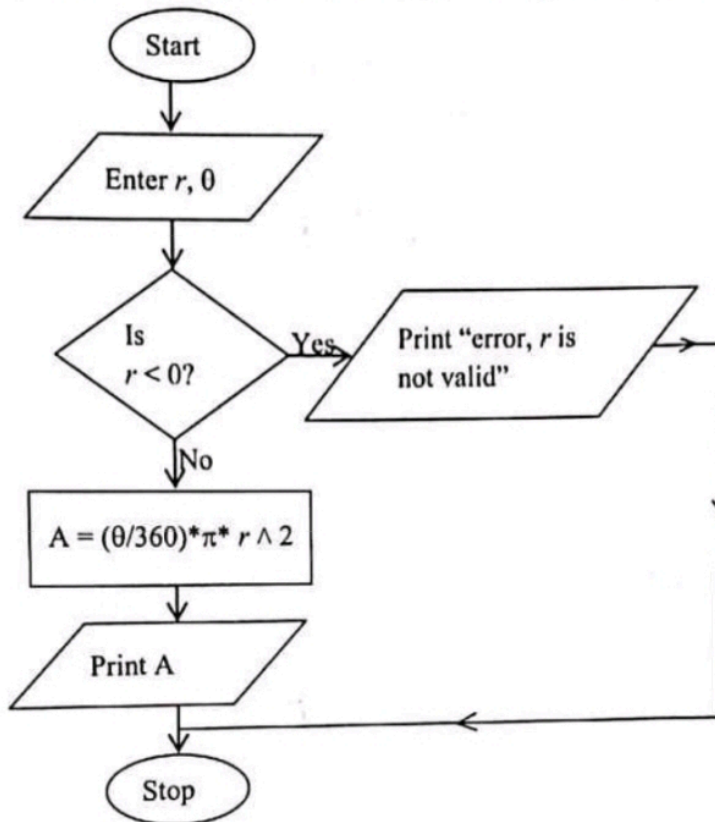 Start
Enter r, θ
Is
r < 0?
Yes
Print “error, r is
not valid”
No
A = (θ/360)*π* r ∧ 2
Print A
Stop